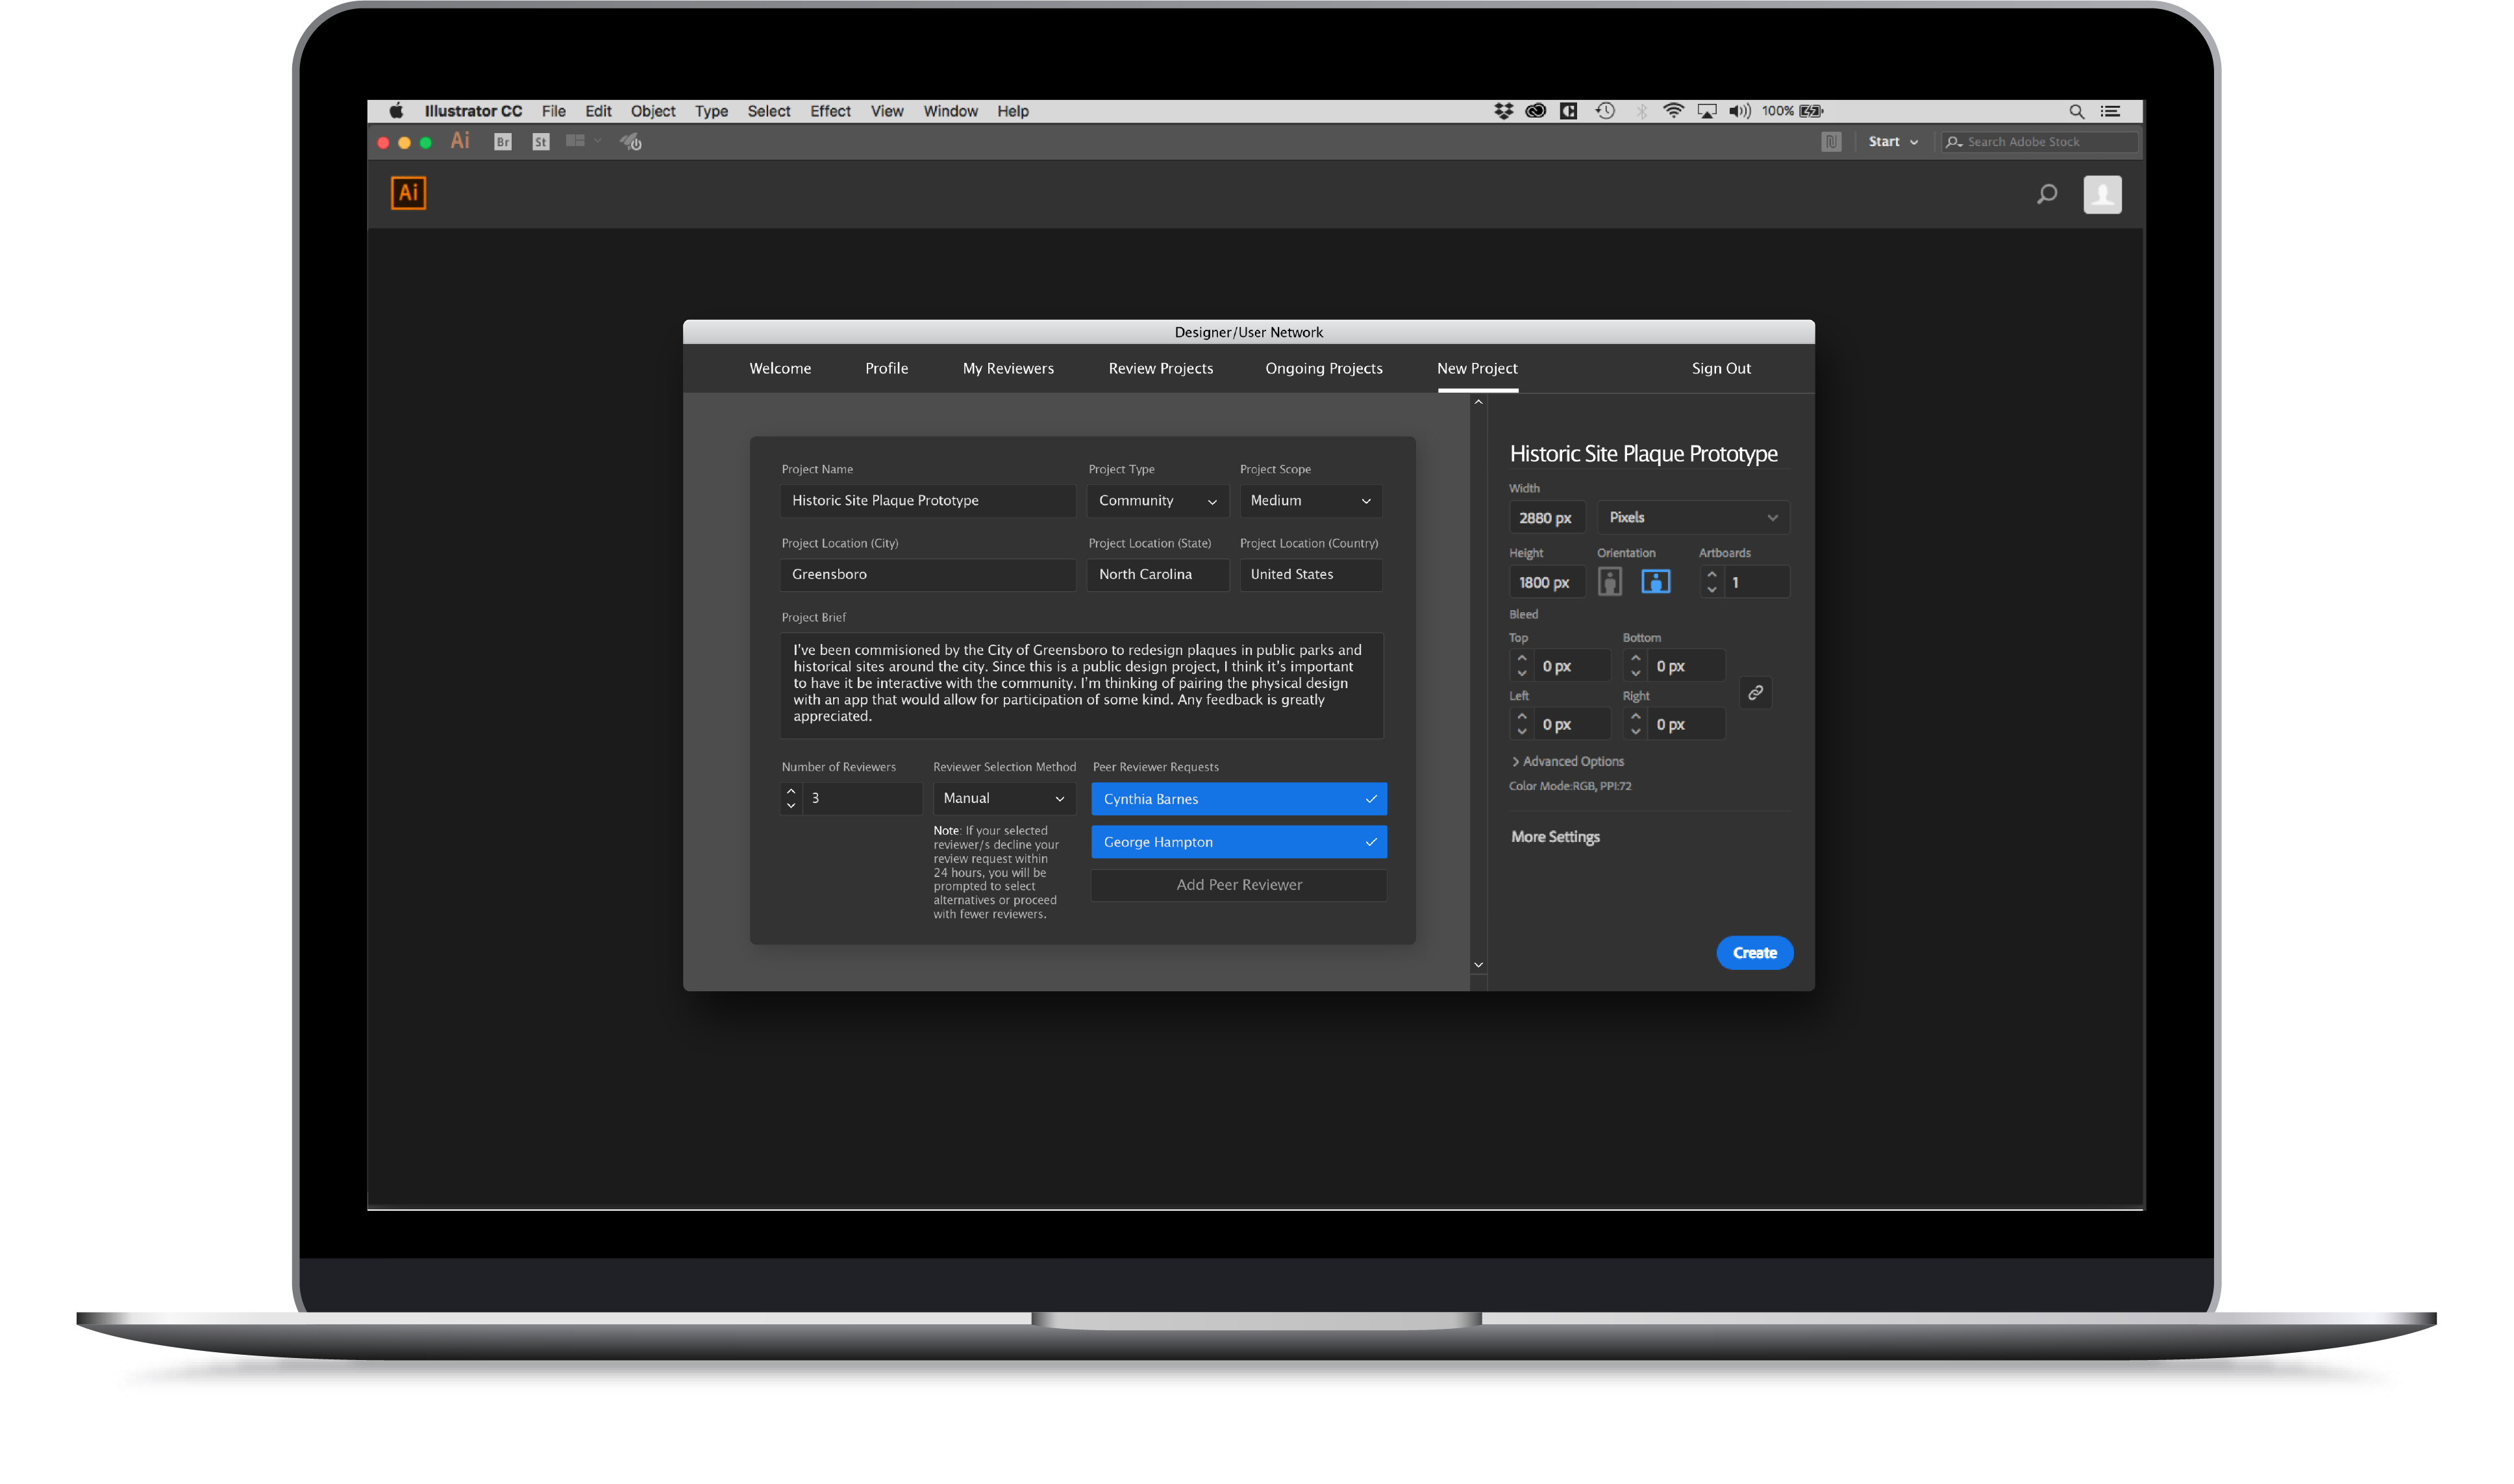 Illustrator CC File Edit Object Type Select Effect View Window Help 100%
Ai Br St Start Search Adobe Stock
Ai
Designer/User Network
Welcome Profile My Reviewers Review Projects Ongoing Projects New Project Sign Out
Project Name Project Type Project Scope
Historic Site Plaque Prototype Community Medium
Project Location (City) Project Location (State) Project Location (Country)
Greensboro North Carolina United States
Project Brief
I've been commisioned by the City of Greensboro to redesign plaques in public parks and
historical sites around the city. Since this is a public design project, I think it's important
to have it be interactive with the community. I'm thinking of pairing the physical design
with an app that would allow for participation of some kind. Any feedback is greatly
appreciated.
Number of Reviewers Reviewer Selection Method Peer Reviewer Requests
3 Manual Cynthia Barnes
Note: If your selected
reviewer/s decline your
review request within
24 hours, you will be
prompted to select
alternatives or proceed
with fewer reviewers.
George Hampton
Add Peer Reviewer
Historic Site Plaque Prototype
Width
2880 px Pixels
Height Orientation Artboards
1800 px 1
Bleed
Top Bottom
0 px 0 px
Left Right
0 px 0 px
Advanced Options
Color Mode:RGB, PPI:72
More Settings
Create